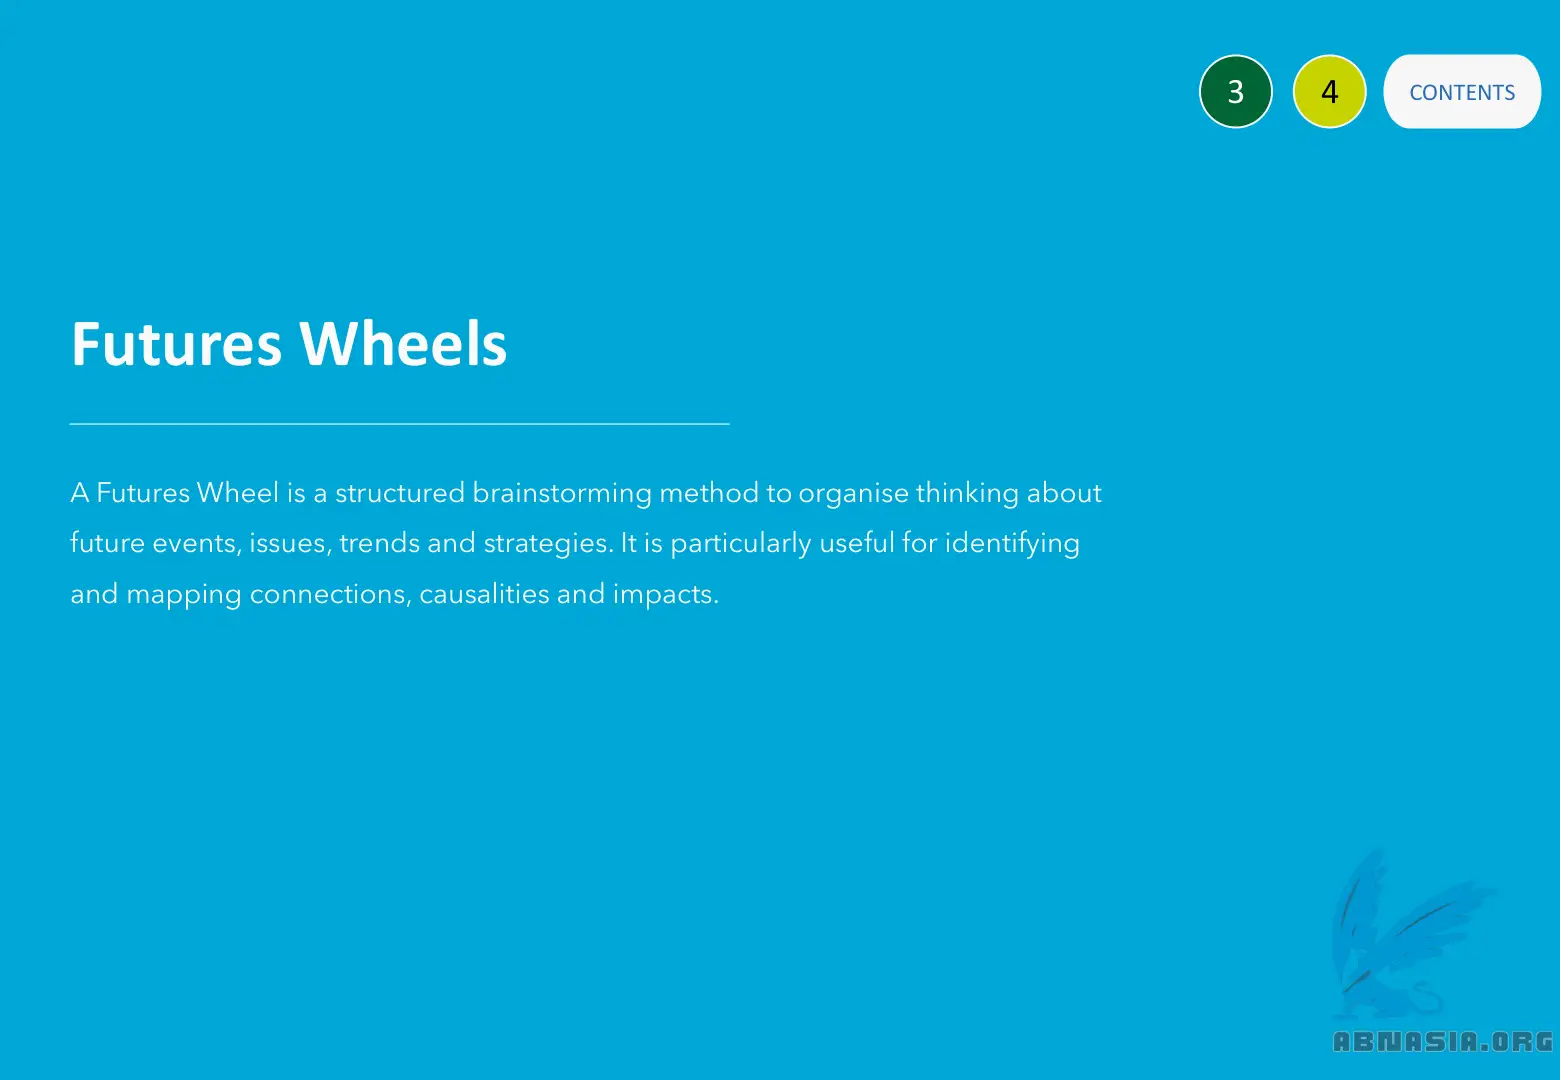 3 4 CONTENTS
Futures Wheels
A Futures Wheel is a structured brainstorming method to organise thinking about
future events, issues, trends and strategies. It is particularly useful for identifying
and mapping connections, causalities and impacts.
ABNASIA.ORG